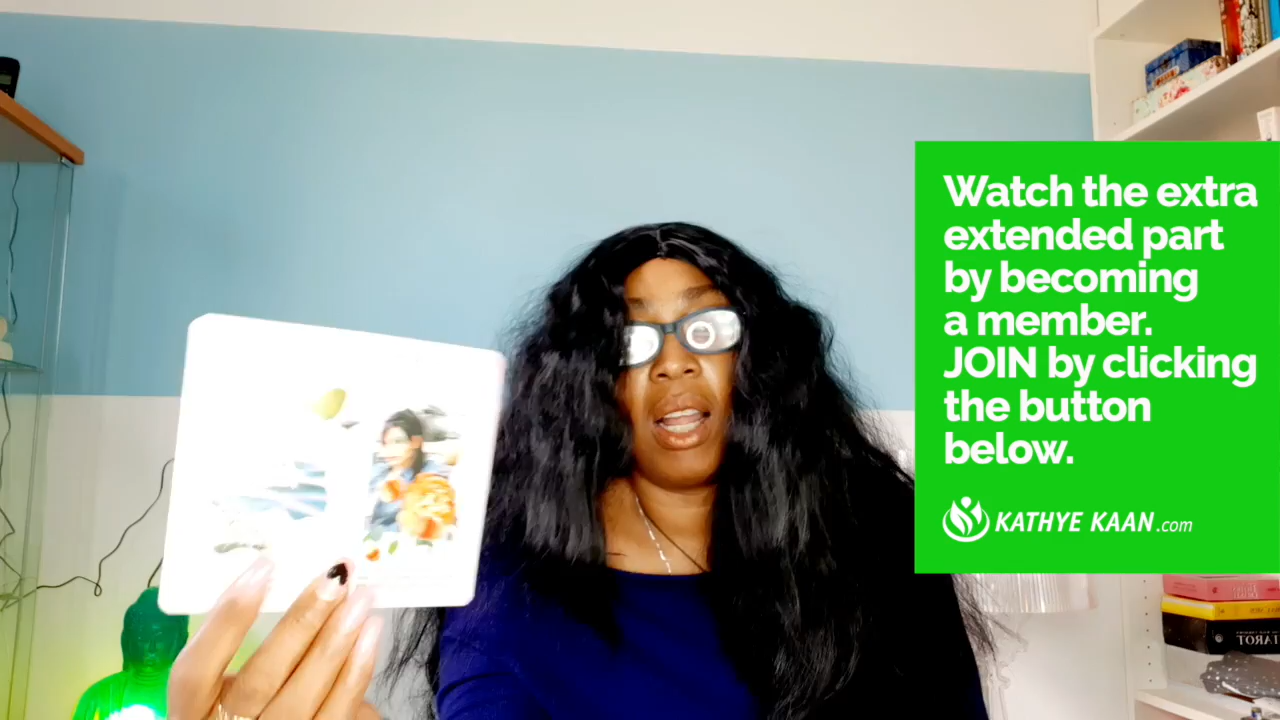 Watch the extra
extended part
by becoming
a member.
JOIN by clicking
the button
below.
KATHYE KAAN.com
TAROT